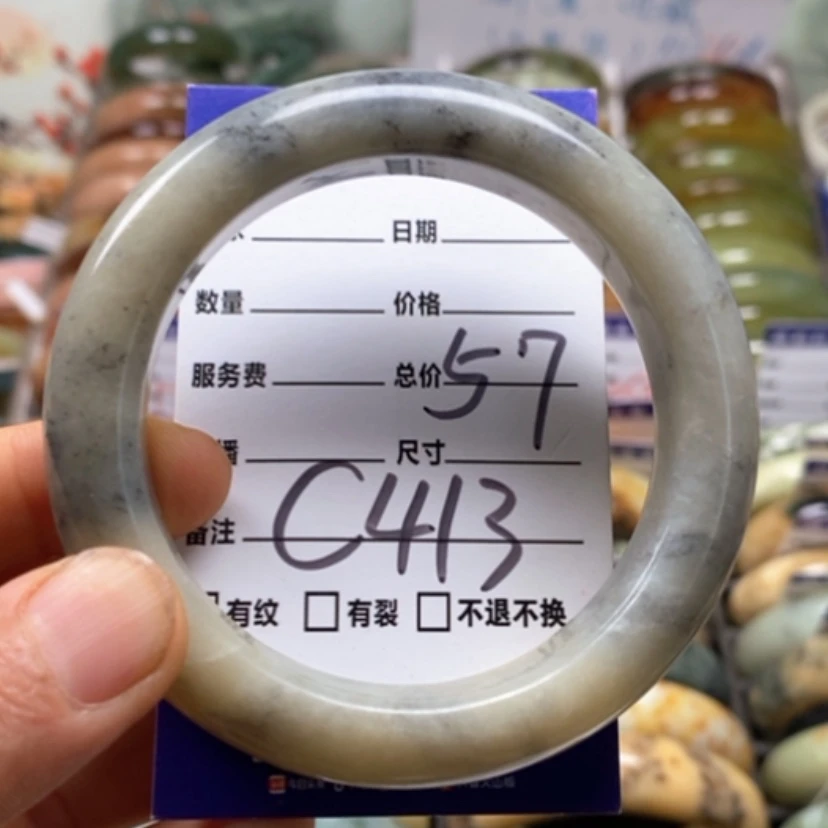 日期
数量 价格
服务费 总价 57
播 尺寸
备注 C413
有纹 有裂 不退不换